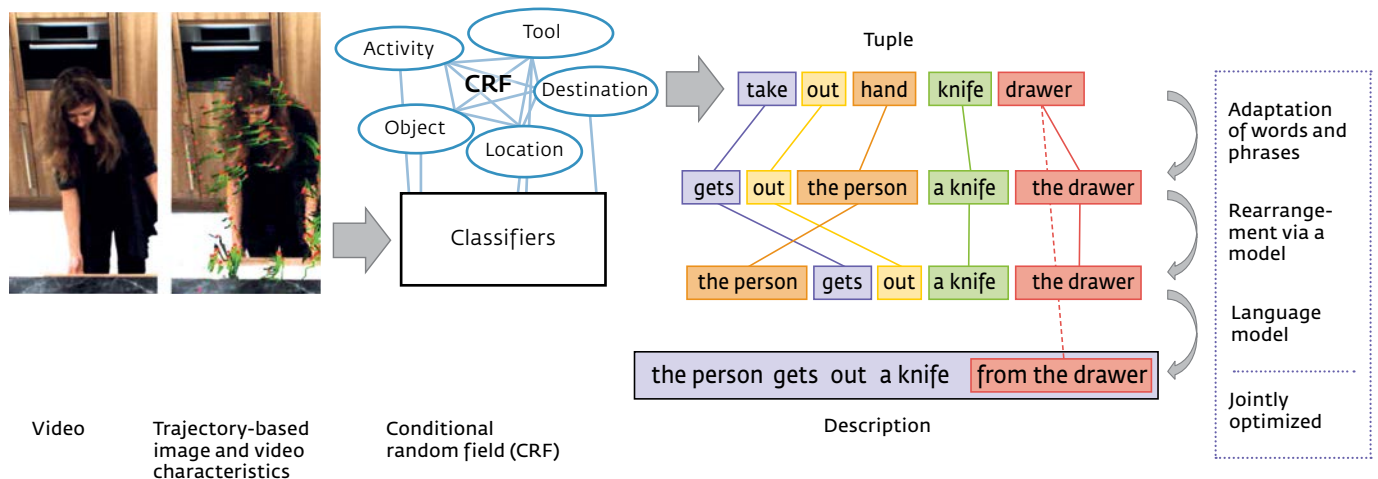 Activity
Tool
CRF
Destination
Object
Location
Classifiers
Tuple
take out hand knife drawer
gets out the person a knife the drawer
the person gets out a knife the drawer
the person gets out a knife from the drawer
Adaptation
of words and
phrases
Rearrange-
ment via a
model
Language
model
Jointly
optimized
Video
Trajectory-based
image and video
characteristics
Conditional
random field (CRF)
Description